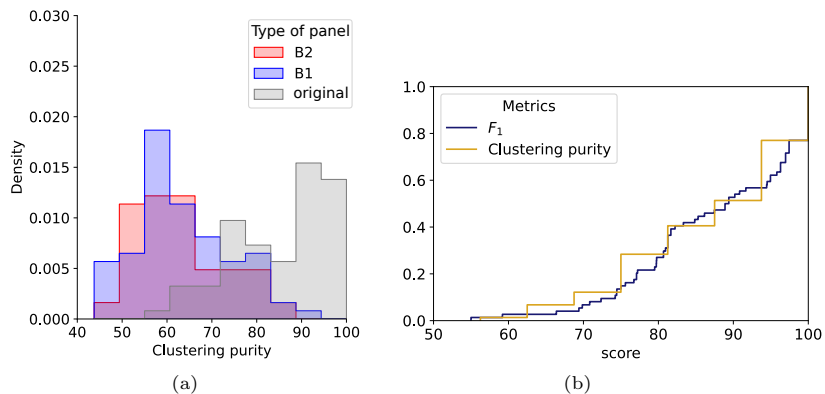 0.030
0.025
0.020
0.015
0.010
0.005
0.000
Density
40 50 60 70 80 90 100
Clustering purity
Type of panel
B2
B1
original
(a)
1.0
0.8
0.6
0.4
0.2
0.0
50 60 70 80 90 100
score
Metrics
F₁
Clustering purity
(b)